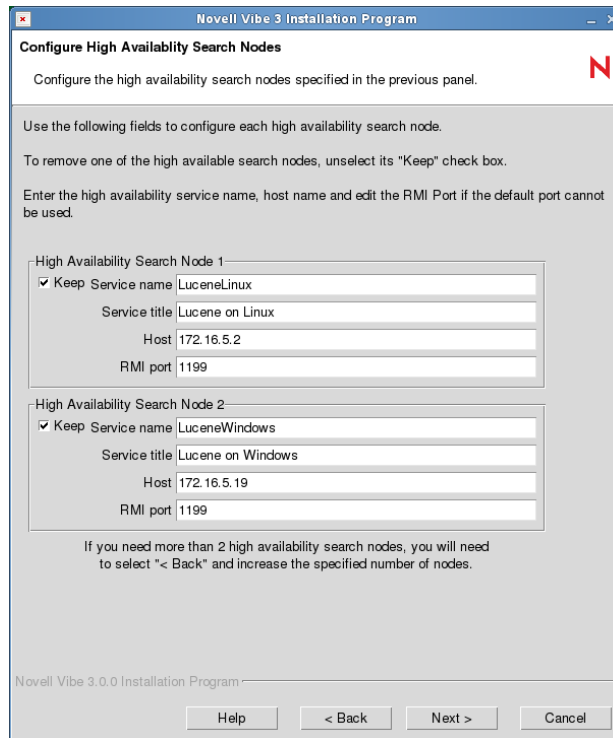 Novell Vibe 3 Installation Program
Configure High Availablity Search Nodes
Configure the high availability search nodes specified in the previous panel.
N
Use the following fields to configure each high availability search node.
To remove one of the high available search nodes, unselect its "Keep" check box.
Enter the high availability service name, host name and edit the RMI Port if the default port cannot
be used.
High Availability Search Node 1
Keep Service name LuceneLinux
Service title Lucene on Linux
Host 172.16.5.2
RMI port 1199
High Availability Search Node 2
Keep Service name LuceneWindows
Service title Lucene on Windows
Host 172.16.5.19
RMI port 1199
If you need more than 2 high availability search nodes, you will need
to select "< Back" and increase the specified number of nodes.
Novell Vibe 3.0.0 Installation Program
Help < Back Next > Cancel